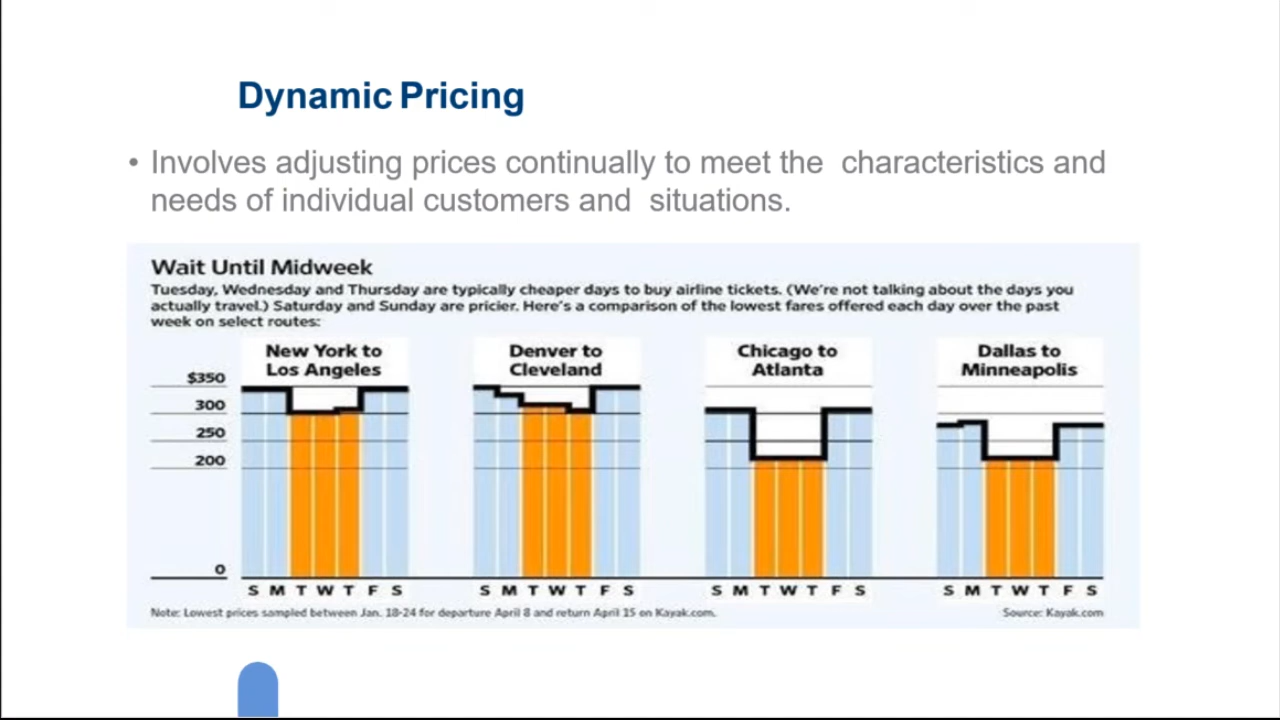 Dynamic Pricing
• Involves adjusting prices continually to meet the characteristics and
needs of individual customers and situations.
Wait Until Midweek
Tuesday, Wednesday and Thursday are typically cheaper days to buy airline tickets. (We're not talking about the days you
actually travel.) Saturday and Sunday are pricier. Here's a comparison of the lowest fares offered each day over the past
week on select routes:
New York to
Los Angeles
Denver to
Cleveland
Chicago to
Atlanta
Dallas to
Minneapolis
$350
300
250
200
0
S M T W T F S
S M T W T F S
S M T W T F S
S M T W T F S
Note: Lowest prices sampled between Jan. 18-24 for departure April 8 and return April 15 on Kayak.com.
Source: Kayak.com